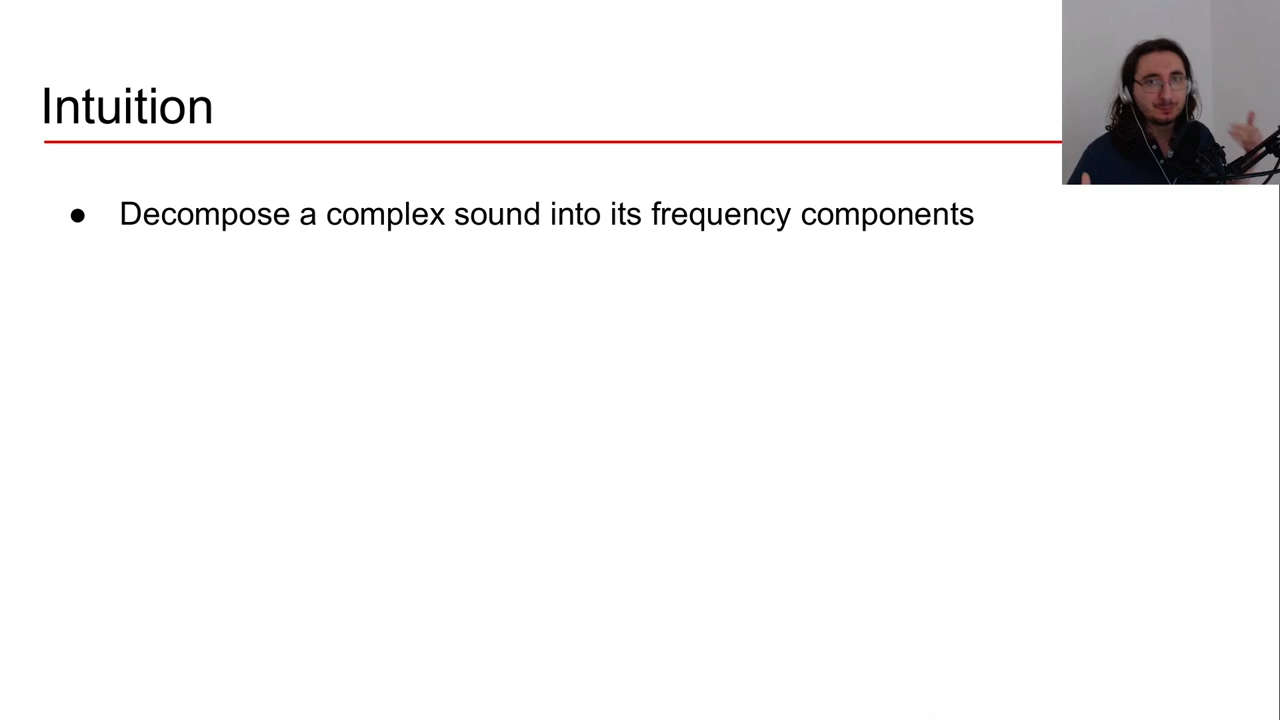 Intuition
● Decompose a complex sound into its frequency components